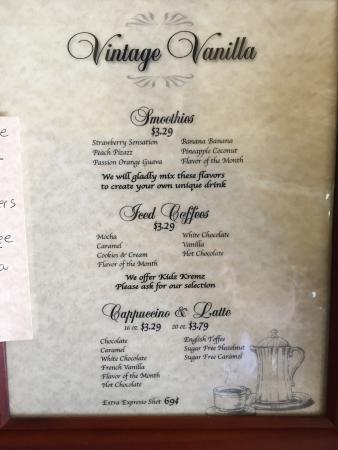 Vintage Vanilla
Smoothies
$3.29
Strawberry Sensation Banana Banana
Peach Pizazz Pineapple Coconut
Passion Orange Guava Flavor of the Month
We will gladly mix these flavors
to create your own unique drink
Iced Coffees
$3.29
Mocha White Chocolate
Caramel Vanilla
Cookies & Cream Hot Chocolate
Flavor of the Month
We offer Kidz Kremz
Please ask for our selection
Cappuccino & Latte
16 oz. $3.29 20 oz. $3.79
Chocolate English Toffee
Caramel Sugar Free Hazelnut
White Chocolate Sugar Free Caramel
French Vanilla
Flavor of the Month
Hot Chocolate
Extra Espresso Shot 69¢